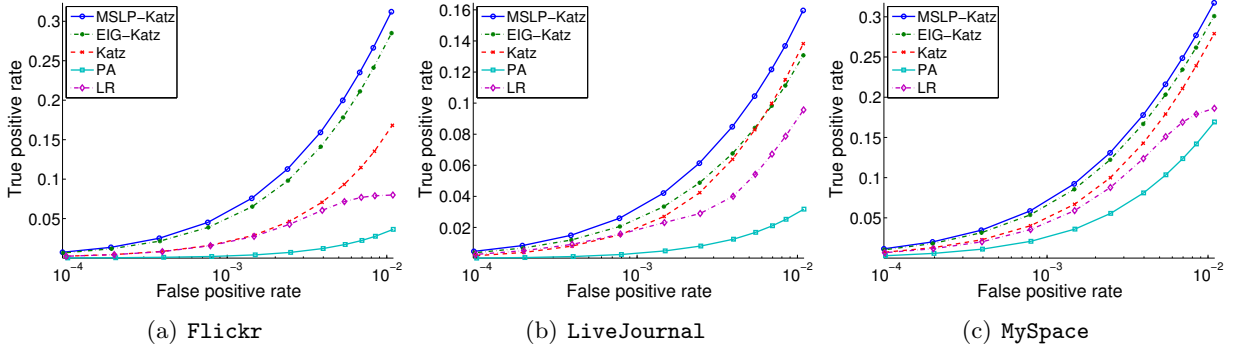 0.3
0.25
0.2
0.15
0.1
0.05
True positive rate
MSLP−Katz
EIG−Katz
Katz
PA
LR
10⁻⁴
10⁻³
10⁻²
False positive rate
(a) Flickr
0.16
0.14
0.12
0.1
0.08
0.06
0.04
0.02
True positive rate
MSLP−Katz
EIG−Katz
Katz
PA
LR
10⁻⁴
10⁻³
10⁻²
False positive rate
(b) LiveJournal
0.3
0.25
0.2
0.15
0.1
0.05
True positive rate
MSLP−Katz
EIG−Katz
Katz
PA
LR
10⁻⁴
10⁻³
10⁻²
False positive rate
(c) MySpace